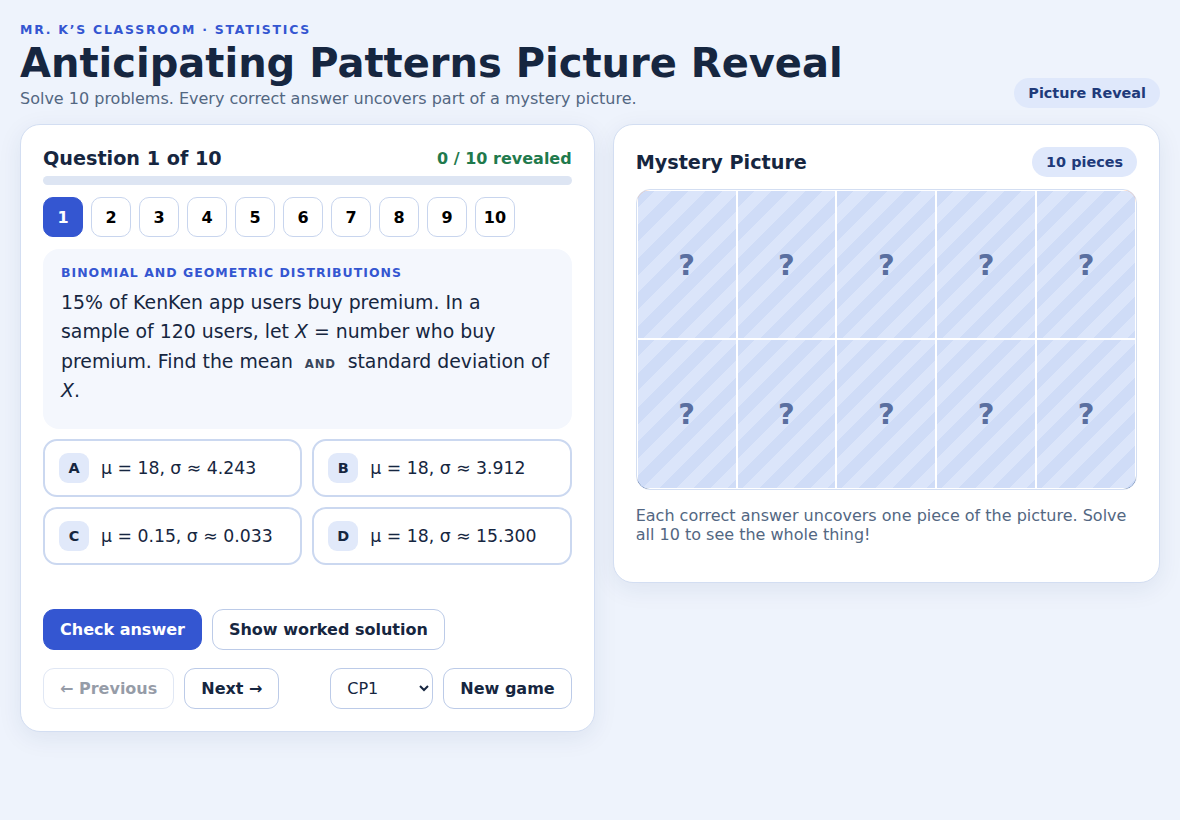 MR. K’S CLASSROOM · STATISTICS
Anticipating Patterns Picture Reveal
Solve 10 problems. Every correct answer uncovers part of a mystery picture.
Picture Reveal
Question 1 of 10
0 / 10 revealed
1 2 3 4 5 6 7 8 9 10
BINOMIAL AND GEOMETRIC DISTRIBUTIONS
15% of KenKen app users buy premium. In a
sample of 120 users, let X = number who buy
premium. Find the mean AND standard deviation of
X.
A μ = 18, σ ≈ 4.243
B μ = 18, σ ≈ 3.912
C μ = 0.15, σ ≈ 0.033
D μ = 18, σ ≈ 15.300
Check answer
Show worked solution
← Previous
Next →
CP1
New game
Mystery Picture
10 pieces
? ? ? ? ?
? ? ? ? ?
Each correct answer uncovers one piece of the picture. Solve
all 10 to see the whole thing!